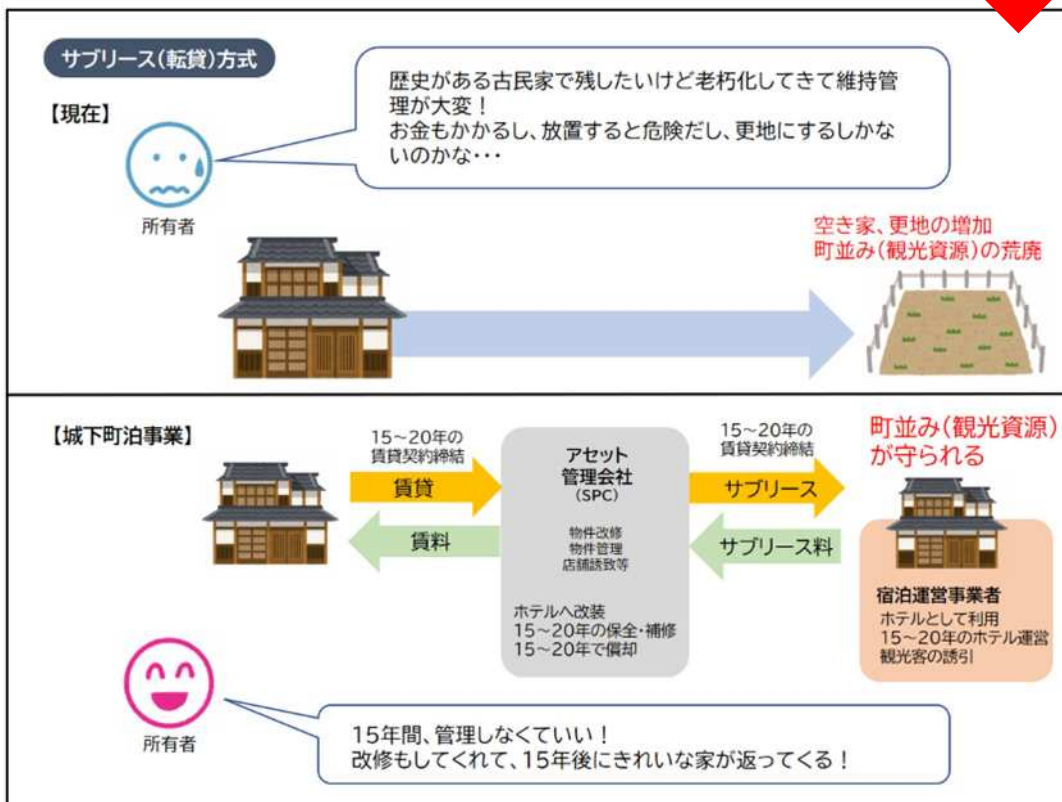 サブリース(転貸)方式
【現在】
歴史がある古民家で残したいけど老朽化してきて維持管
理が大変！
お金もかかるし、放置すると危険だし、更地にするしかな
いのかな・・・
所有者
空き家、更地の増加
町並み(観光資源)の荒廃
【城下町泊事業】
15～20年の
賃貸契約締結
賃貸
賃料
アセット
管理会社
(SPC)
物件改修
物件管理
店舗誘致等
ホテルへ改装
15～20年の保全・補修
15～20年で償却
15～20年の
賃貸契約締結
サブリース
サブリース料
町並み(観光資源)
が守られる
宿泊運営事業者
ホテルとして利用
15～20年のホテル運営
観光客の誘引
所有者
15年間、管理しなくていい！
改修もしてくれて、15年後にきれいな家が返ってくる！